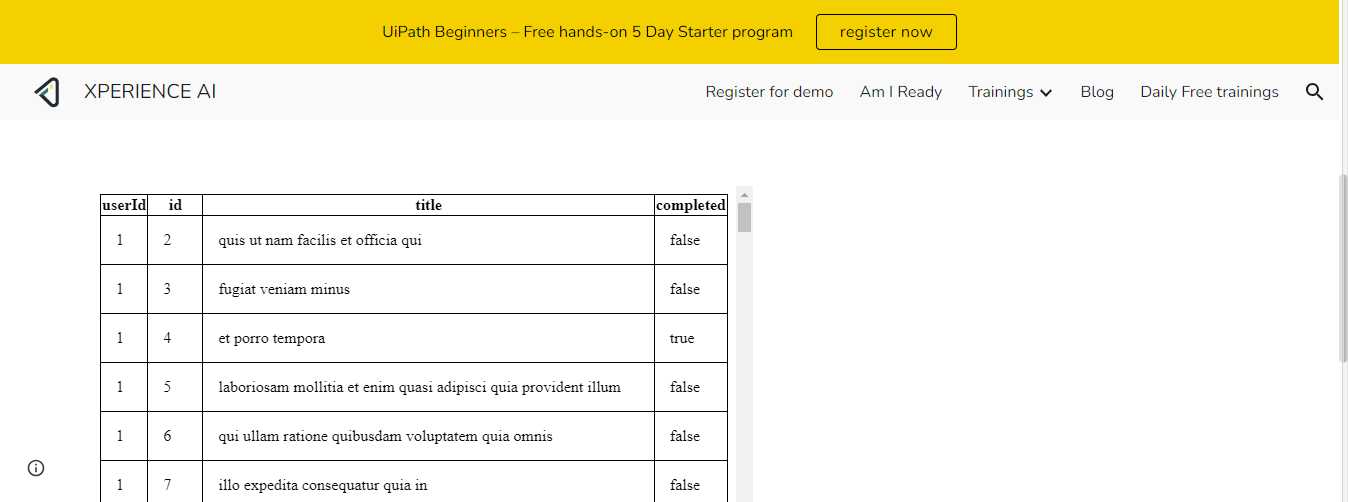 UiPath Beginners – Free hands-on 5 Day Starter program register now
XPERIENCE AI Register for demo Am I Ready Trainings Blog Daily Free trainings
userId id title completed
1 2 quis ut nam facilis et officia qui false
1 3 fugiat veniam minus false
1 4 et porro tempora true
1 5 laboriosam mollitia et enim quasi adipisci quia provident illum false
1 6 qui ullam ratione quibusdam voluptatem quia omnis false
1 7 illo expedita consequatur quia in false